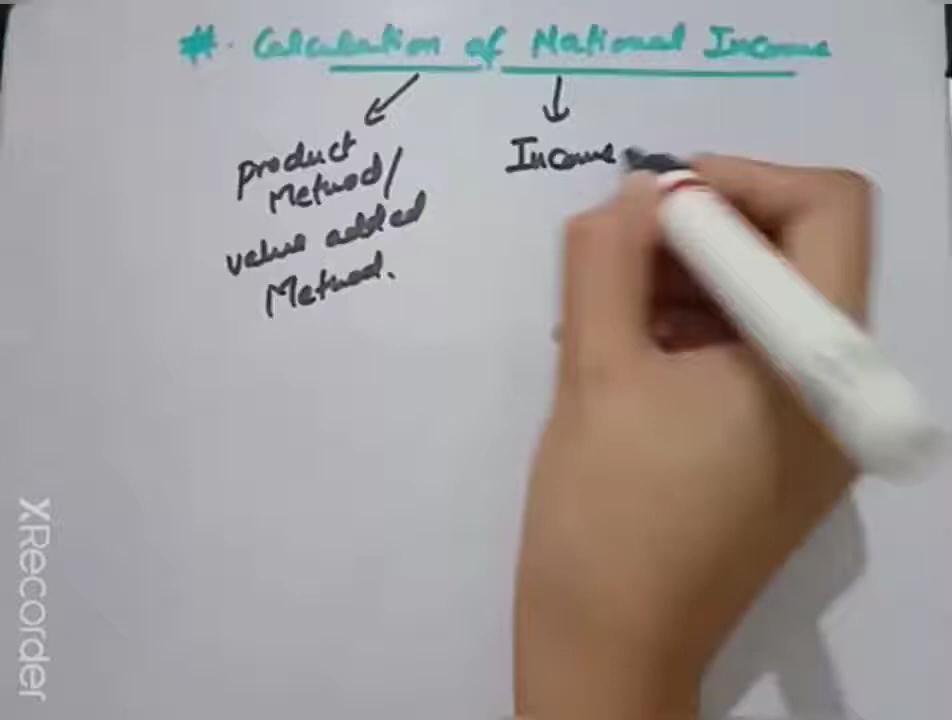 #. Calculation of National Income
product
Method/
value added
Method.
Income
XRecorder